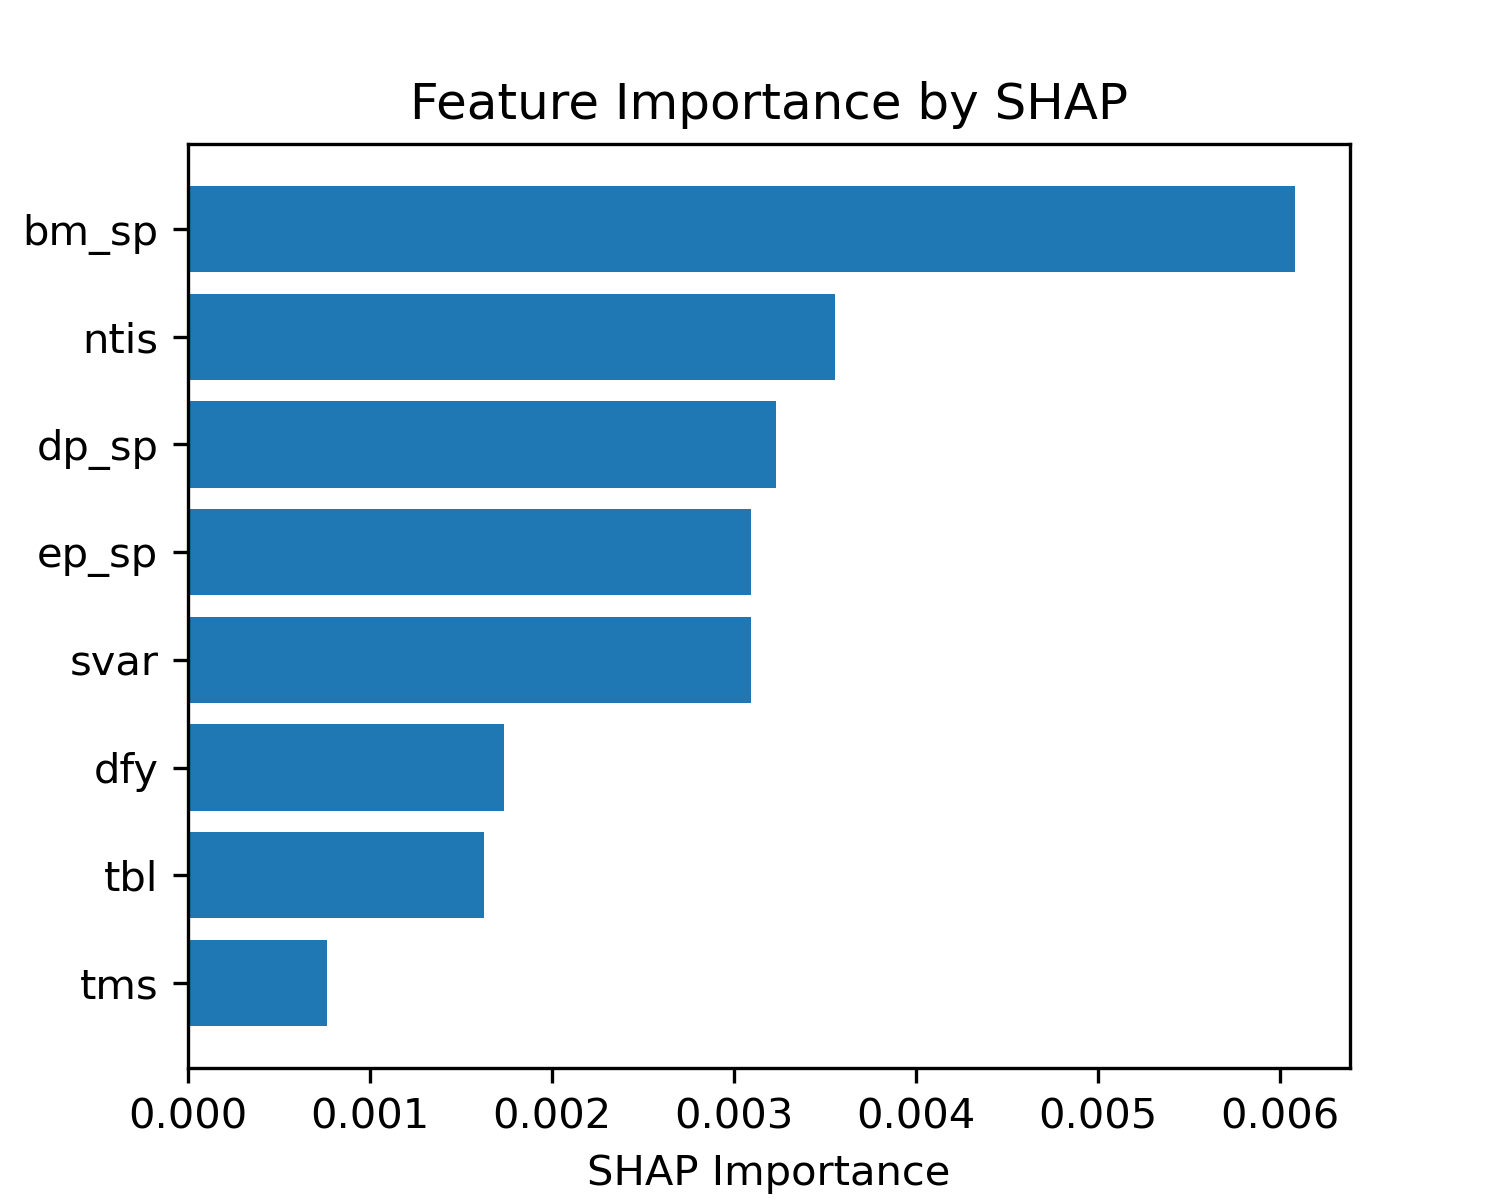 Feature Importance by SHAP
bm_sp
ntis
dp_sp
ep_sp
svar
dfy
tbl
tms
0.000 0.001 0.002 0.003 0.004 0.005 0.006
SHAP Importance